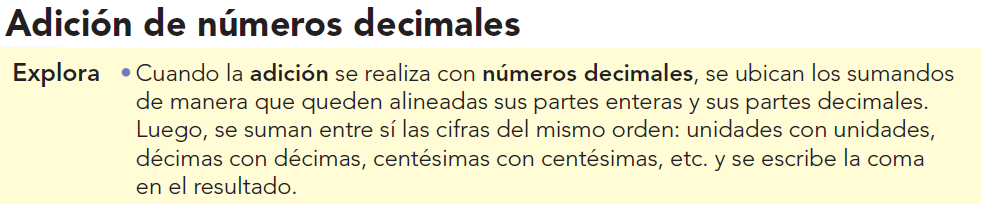 Adición de números decimales
Explora • Cuando la adición se realiza con números decimales, se ubican los sumandos
de manera que queden alineadas sus partes enteras y sus partes decimales.
Luego, se suman entre sí las cifras del mismo orden: unidades con unidades,
décimas con décimas, centésimas con centésimas, etc. y se escribe la coma
en el resultado.